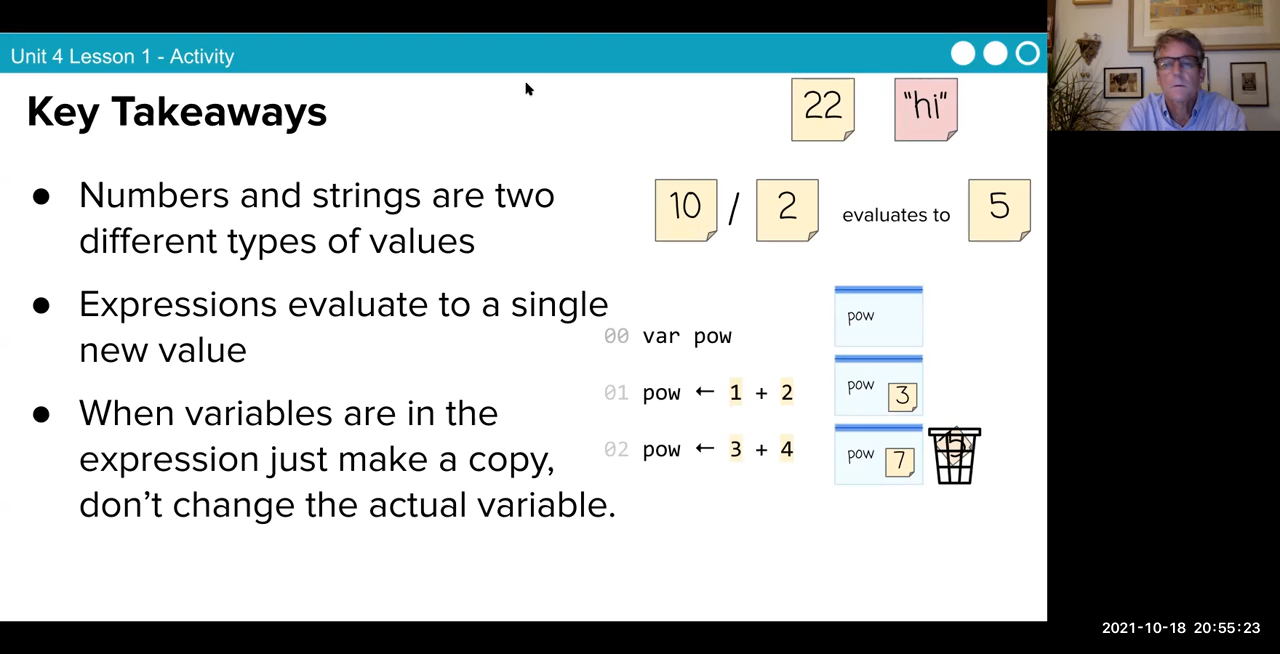 Unit 4 Lesson 1 - Activity
Key Takeaways
22 "hi"
● Numbers and strings are two
different types of values
10 / 2 evaluates to 5
● Expressions evaluate to a single
new value
00 var pow
pow
01 pow ← 1 + 2
pow 3
● When variables are in the
expression just make a copy,
don’t change the actual variable.
02 pow ← 3 + 4
pow 7
2021-10-18 20:55:23